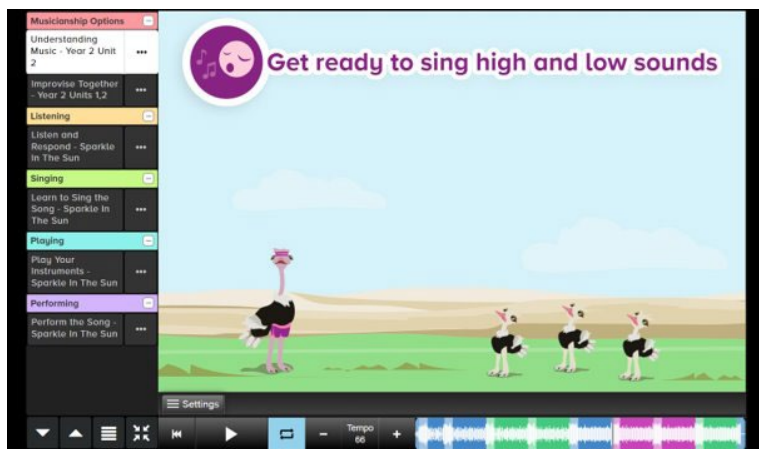 Musicianship Options
Understanding
Music - Year 2 Unit
2
Improvise Together
- Year 2 Units 1,2
Listening
Listen and
Respond - Sparkle
In The Sun
Singing
Learn to Sing the
Song - Sparkle In
The Sun
Playing
Play Your
Instruments -
Sparkle In The Sun
Performing
Perform the Song -
Sparkle In The Sun
Get ready to sing high and low sounds
Settings
Tempo
66